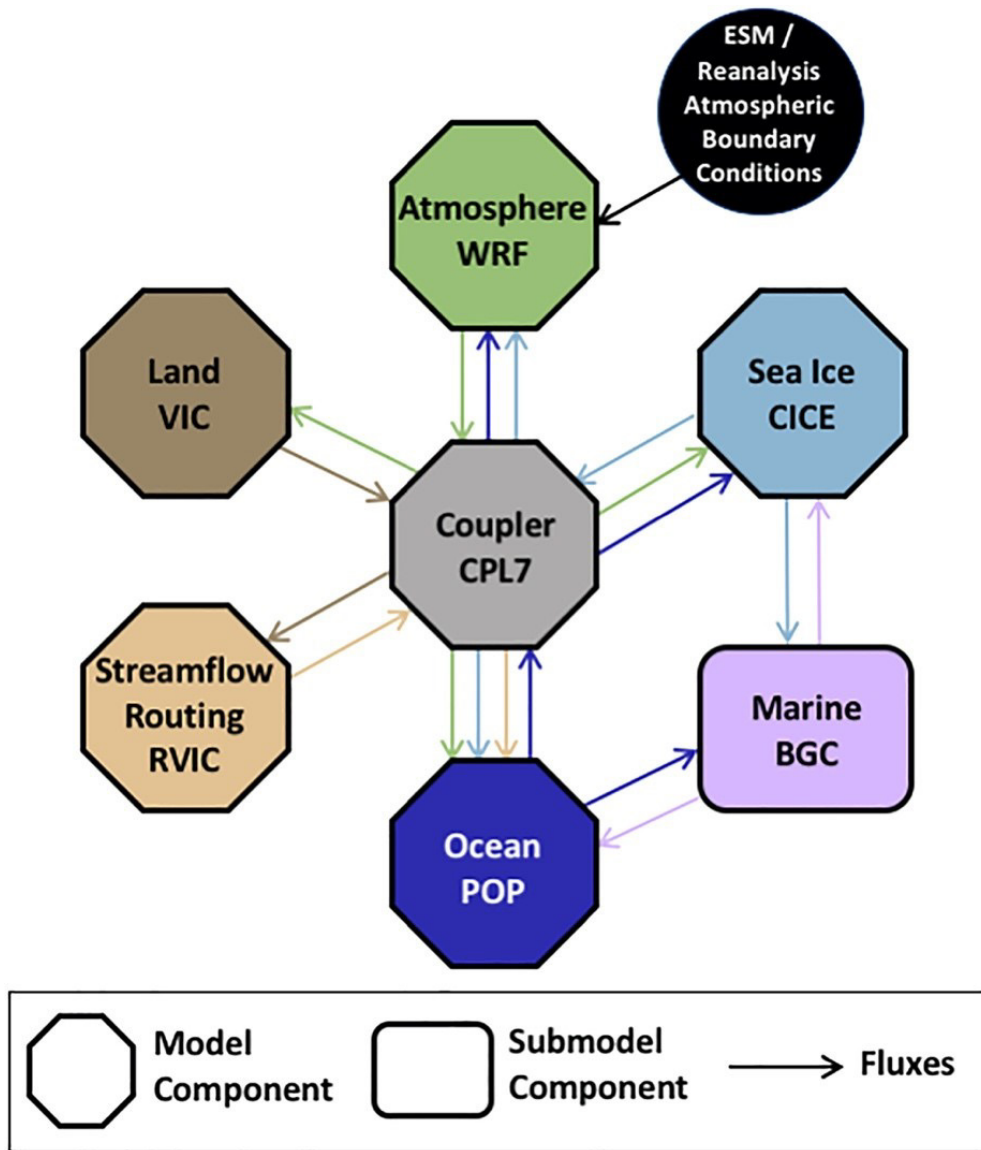 ESM /
Reanalysis
Atmospheric
Boundary
Conditions
Atmosphere
WRF
Land
VIC
Sea Ice
CICE
Coupler
CPL7
Streamflow
Routing
RVIC
Marine
BGC
Ocean
POP
Model
Component
Submodel
Component
Fluxes